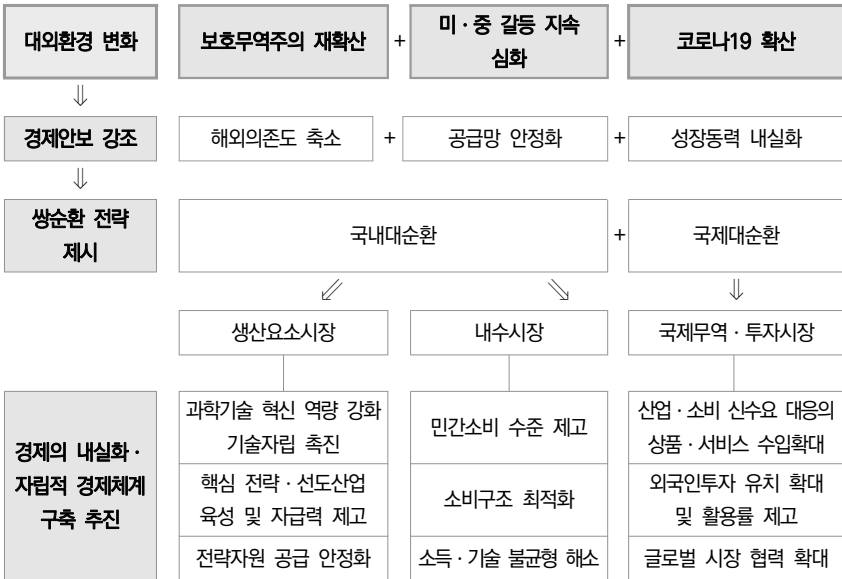 대외환경 변화
보호무역주의 재확산
+
미·중 갈등 지속
심화
+
코로나19 확산
⇓
경제안보 강조
해외의존도 축소
+
공급망 안정화
+
성장동력 내실화
⇓
쌍순환 전략
제시
국내대순환
+
국제대순환
⇙
⇘
⇓
생산요소시장
내수시장
국제무역·투자시장
경제의 내실화·
자립적 경제체계
구축 추진
과학기술 혁신 역량 강화
기술자립 촉진
민간소비 수준 제고
산업·소비 신수요 대응의
상품·서비스 수입확대
핵심 전략·선도산업
육성 및 자급력 제고
소비구조 최적화
외국인투자 유치 확대
및 활용률 제고
전략자원 공급 안정화
소득·기술 불균형 해소
글로벌 시장 협력 확대